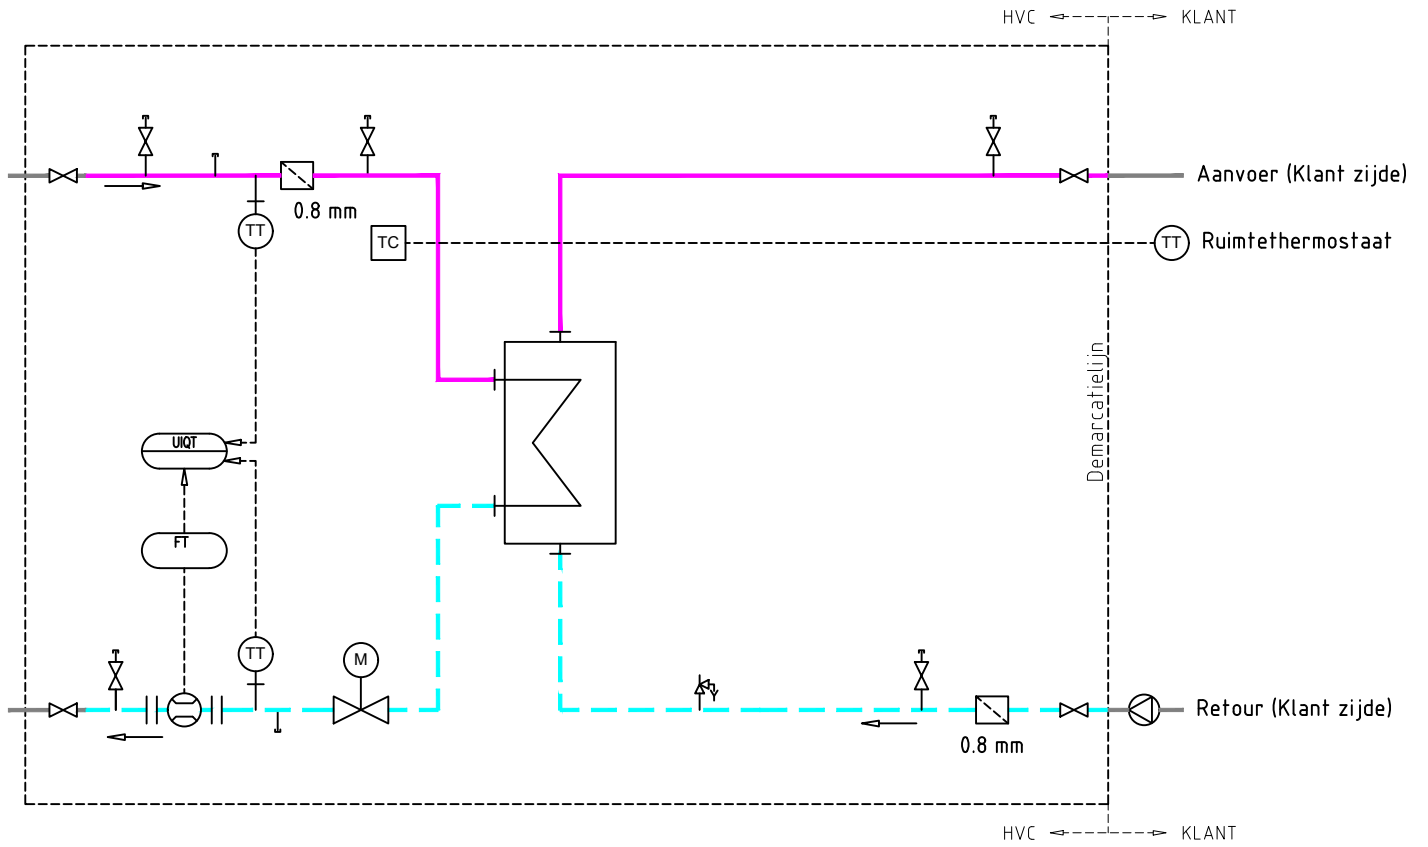 HVC KLANT
Aanvoer (Klant zijde)
0.8 mm
TT
TC
TT Ruimtethermostaat
Demarcatielijn
UIQT
FT
TT
M
Retour (Klant zijde)
0.8 mm
HVC KLANT